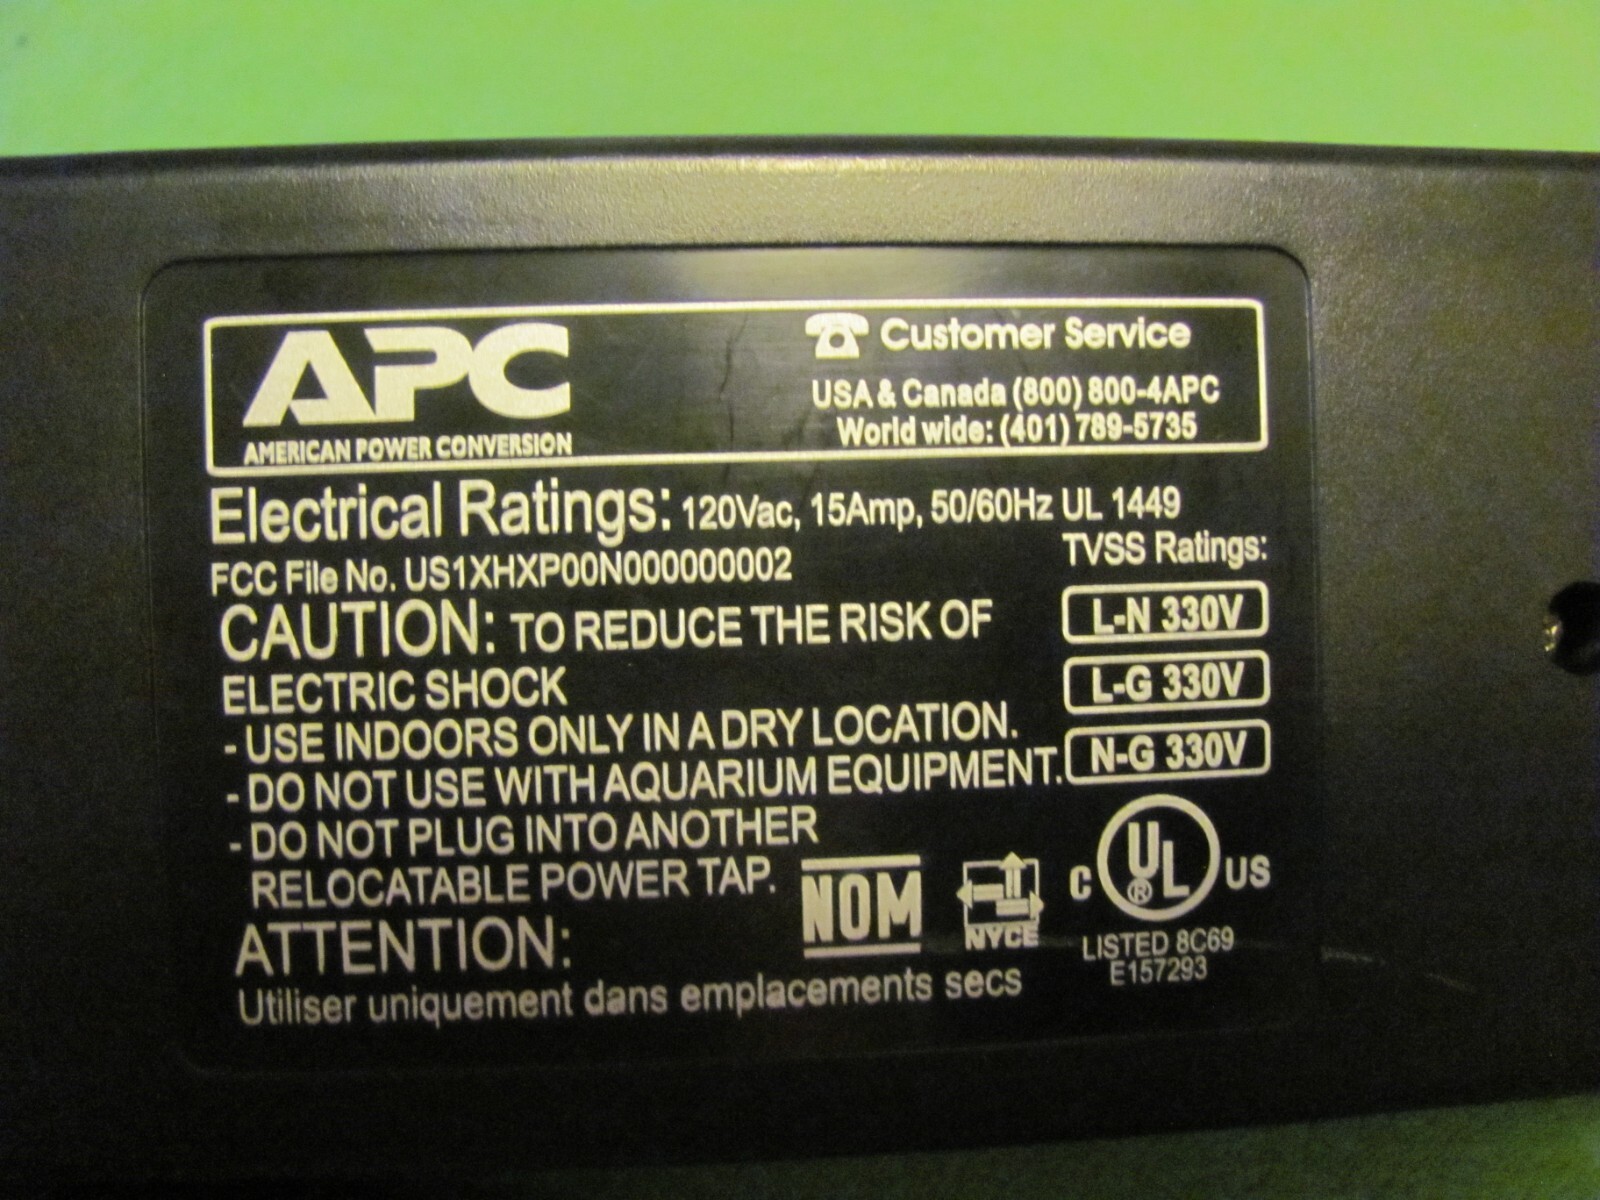 APC
AMERICAN POWER CONVERSION
Customer Service
USA & Canada (800) 800-4APC
World wide: (401) 789-5735
Electrical Ratings: 120Vac, 15Amp, 50/60Hz UL 1449
FCC File No. US1XHXP00N000000002
TVSS Ratings:
L-N 330V
L-G 330V
N-G 330V
CAUTION: TO REDUCE THE RISK OF
ELECTRIC SHOCK
- USE INDOORS ONLY IN A DRY LOCATION.
- DO NOT USE WITH AQUARIUM EQUIPMENT.
- DO NOT PLUG INTO ANOTHER
RELOCATABLE POWER TAP.
ATTENTION:
Utiliser uniquement dans emplacements secs
NOM
NYCE
C UL® US
LISTED 8C69
E157293